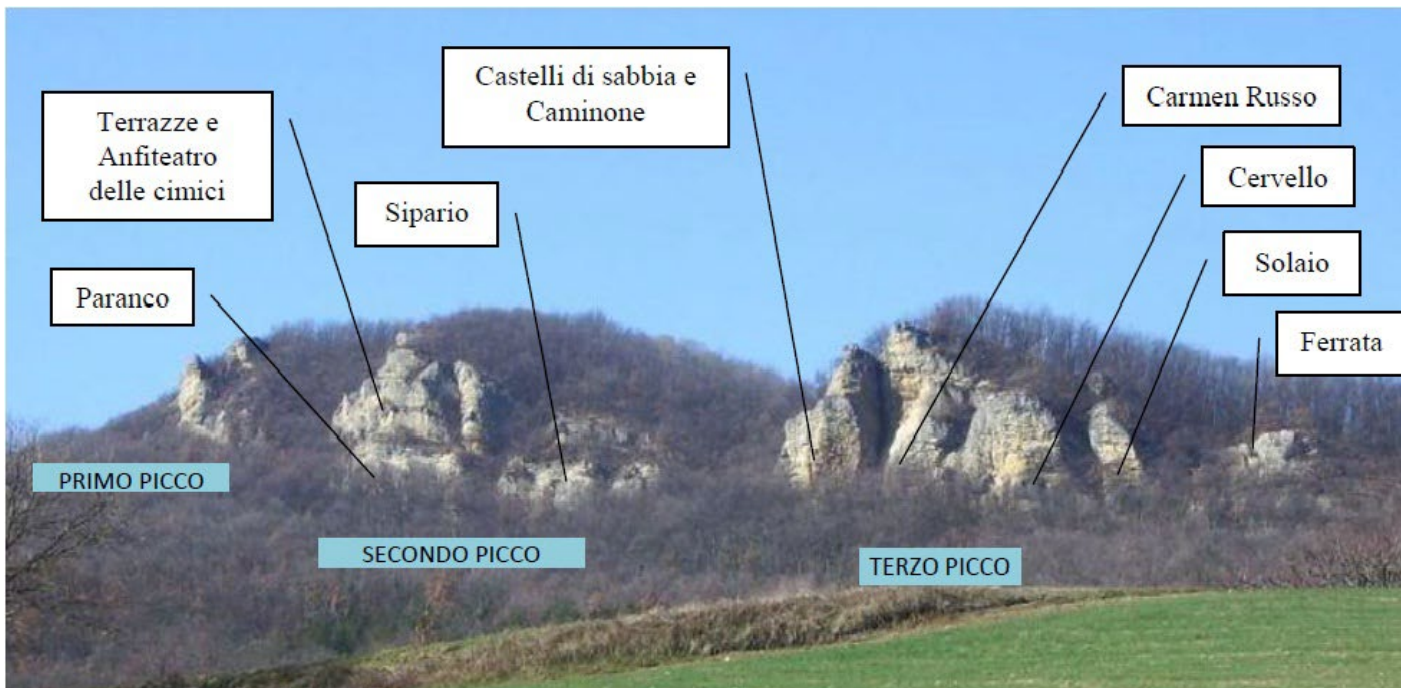 Terrazze e
Anfiteatro
delle cimici
Paranco
Sipario
Castelli di sabbia e
Caminone
Carmen Russo
Cervello
Solaio
Ferrata
PRIMO PICCO
SECONDO PICCO
TERZO PICCO